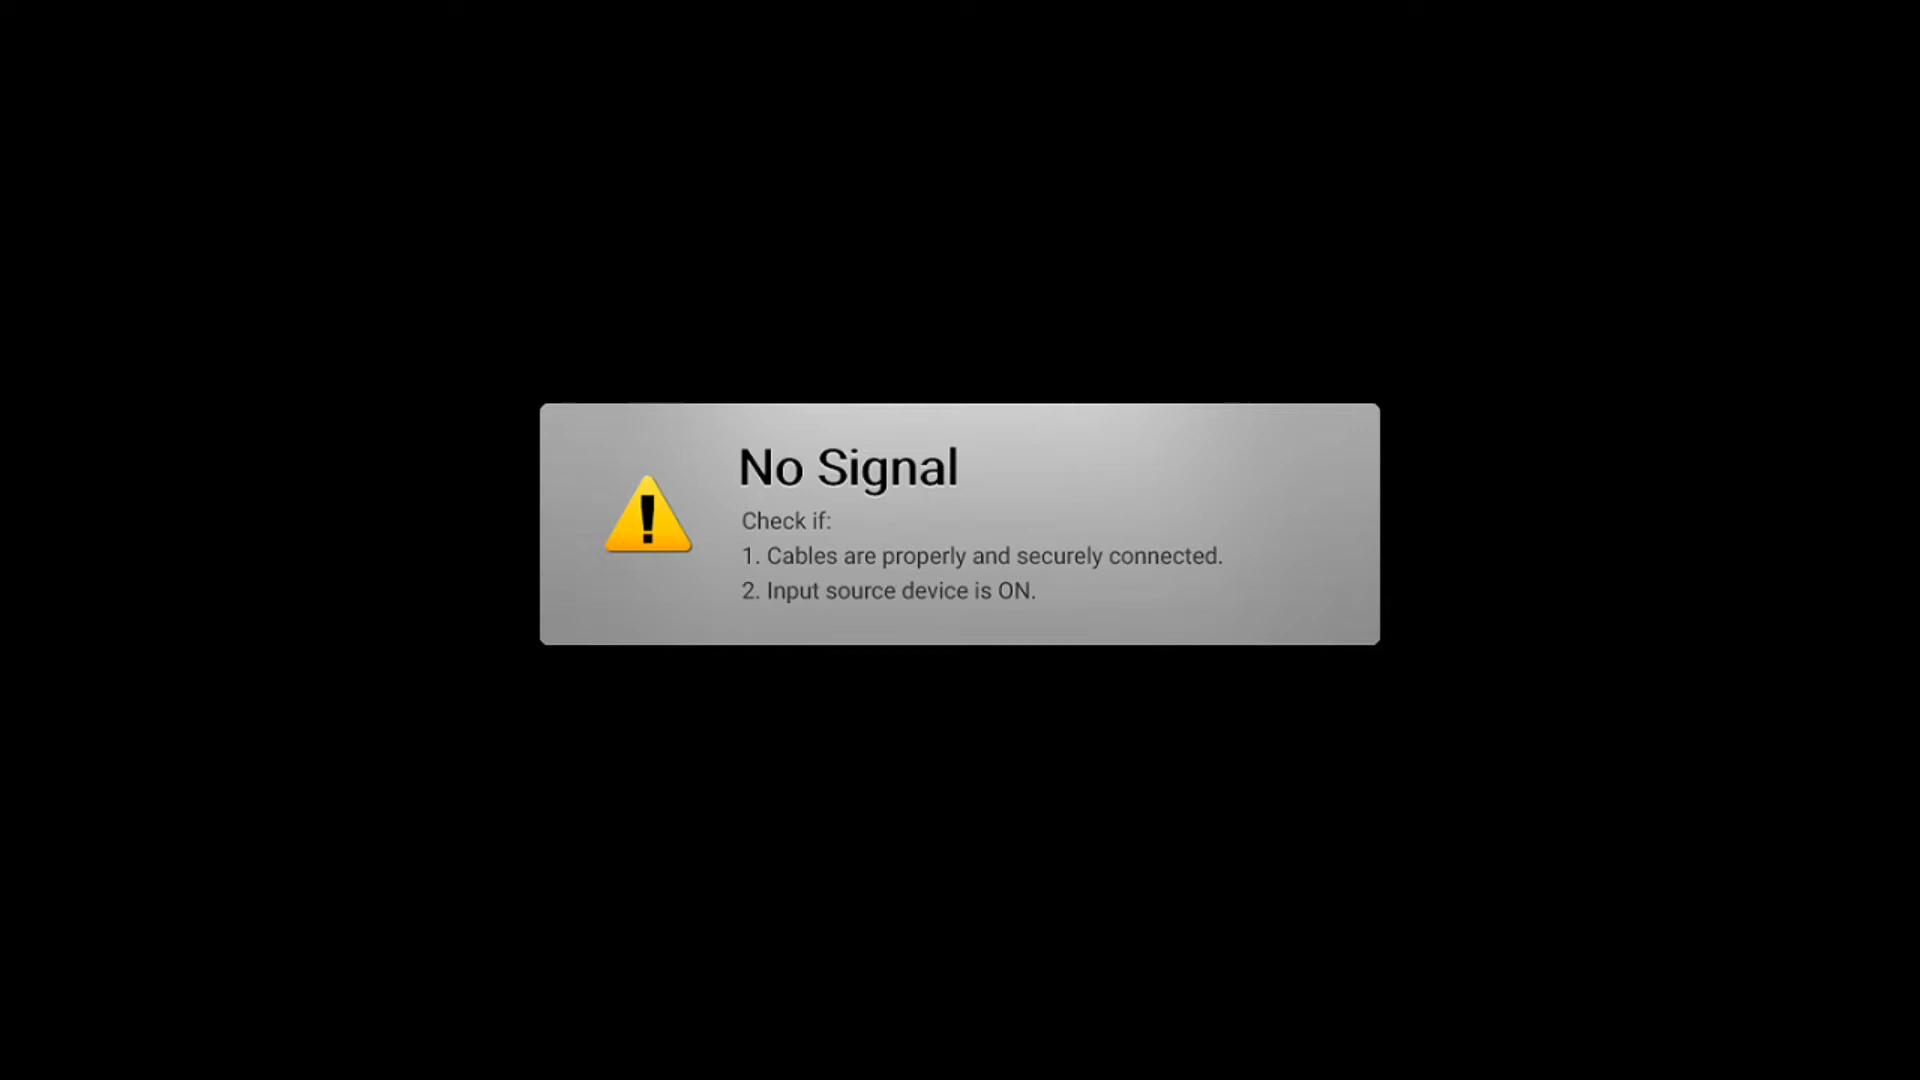 No Signal
Check if:
1. Cables are properly and securely connected.
2. Input source device is ON.